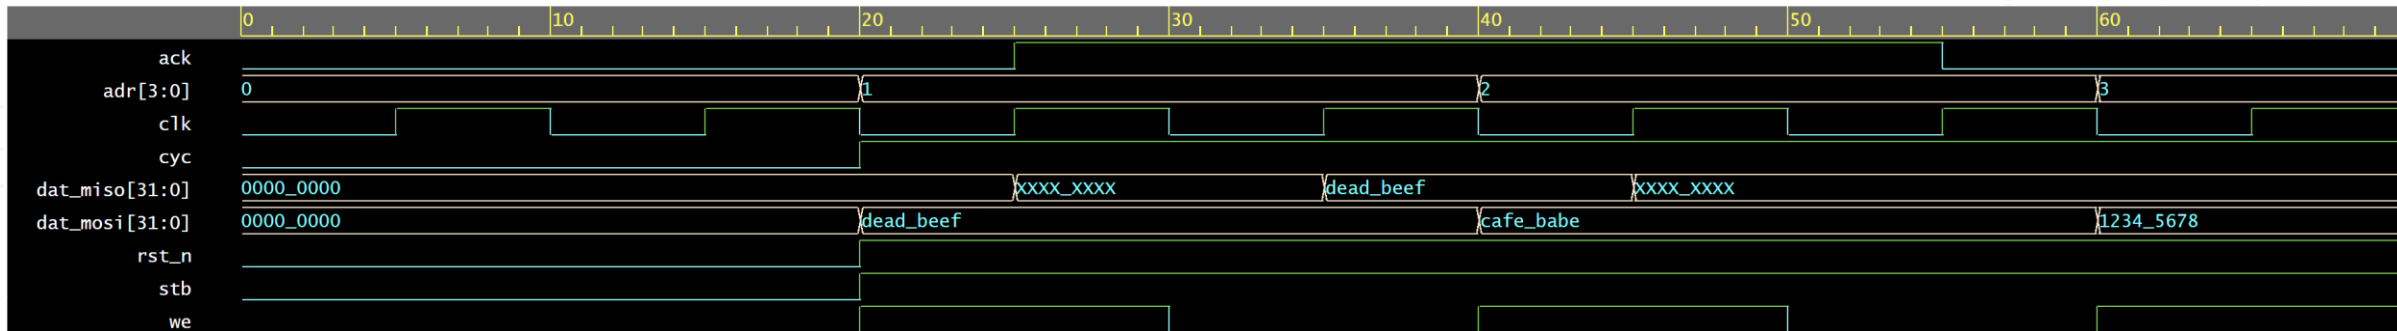 0 10 20 30 40 50 60
ack
adr[3:0] 0 1 2 3
clk
cyc
dat_miso[31:0] 0000_0000 XXXX_XXXX dead_beef XXXX_XXXX
dat_mosi[31:0] 0000_0000 dead_beef cafe_babe 1234_5678
rst_n
stb
we